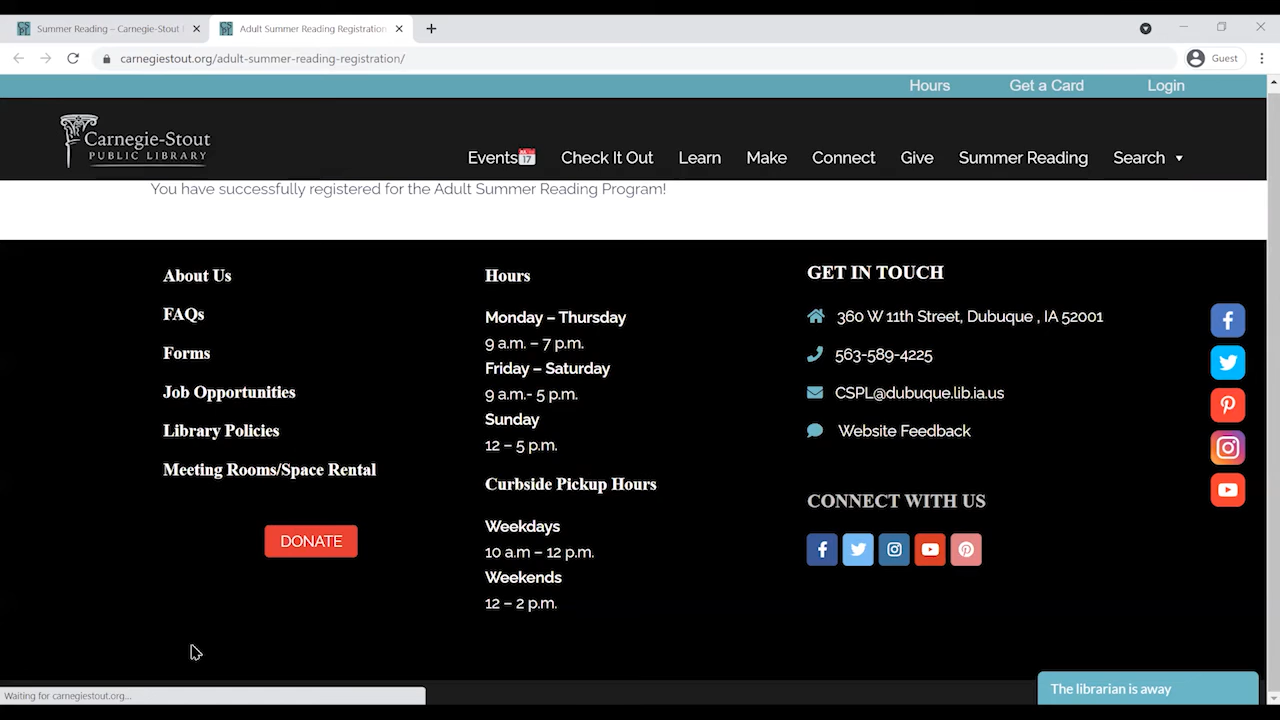 Summer Reading – Carnegie-Stout
Adult Summer Reading Registration
carnegiestout.org/adult-summer-reading-registration/
Guest
Hours
Get a Card
Login
Carnegie-Stout
PUBLIC LIBRARY
Events
Check It Out
Learn
Make
Connect
Give
Summer Reading
Search
You have successfully registered for the Adult Summer Reading Program!
About Us
FAQs
Forms
Job Opportunities
Library Policies
Meeting Rooms/Space Rental
DONATE
Hours
Monday – Thursday
9 a.m. – 7 p.m.
Friday – Saturday
9 a.m.- 5 p.m.
Sunday
12 – 5 p.m.
Curbside Pickup Hours
Weekdays
10 a.m – 12 p.m.
Weekends
12 – 2 p.m.
GET IN TOUCH
360 W 11th Street, Dubuque , IA 52001
563-589-4225
CSPL@dubuque.lib.ia.us
Website Feedback
CONNECT WITH US
Waiting for carnegiestout.org...
The librarian is away